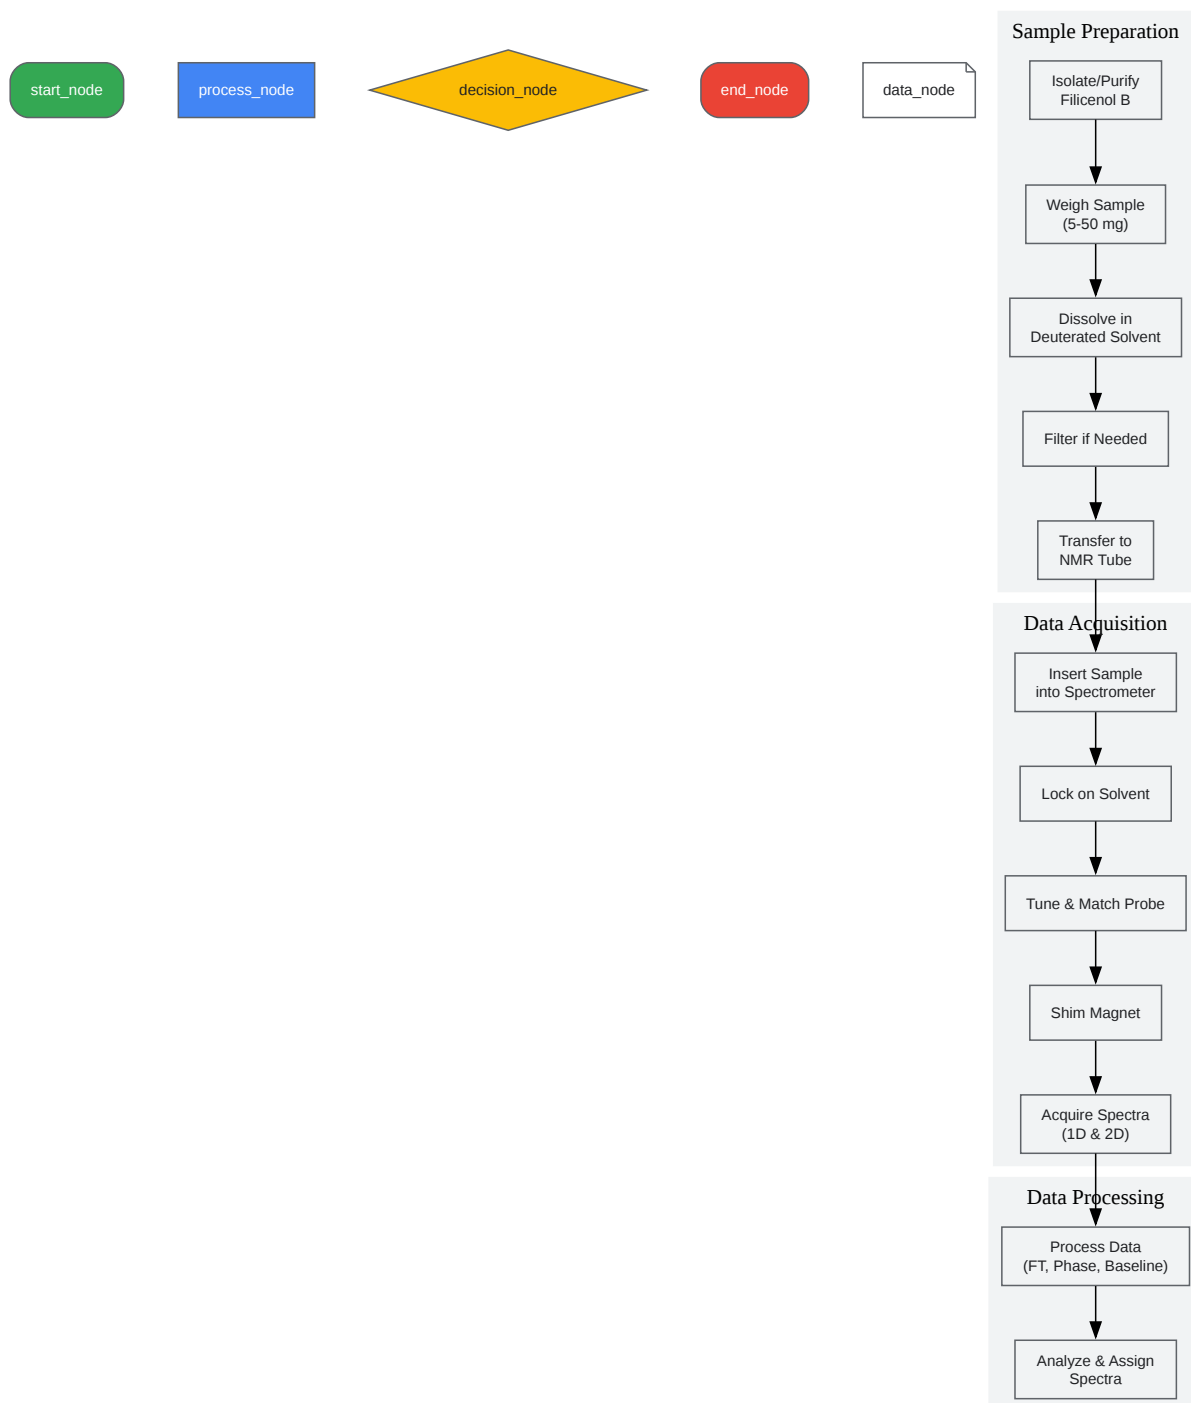 start_node
process_node
decision_node
end_node
data_node
Sample Preparation
Isolate/Purify
Filicenol B
Weigh Sample
(5-50 mg)
Dissolve in
Deuterated Solvent
Filter if Needed
Transfer to
NMR Tube
Data Acquisition
Insert Sample
into Spectrometer
Lock on Solvent
Tune & Match Probe
Shim Magnet
Acquire Spectra
(1D & 2D)
Data Processing
Process Data
(FT, Phase, Baseline)
Analyze & Assign
Spectra